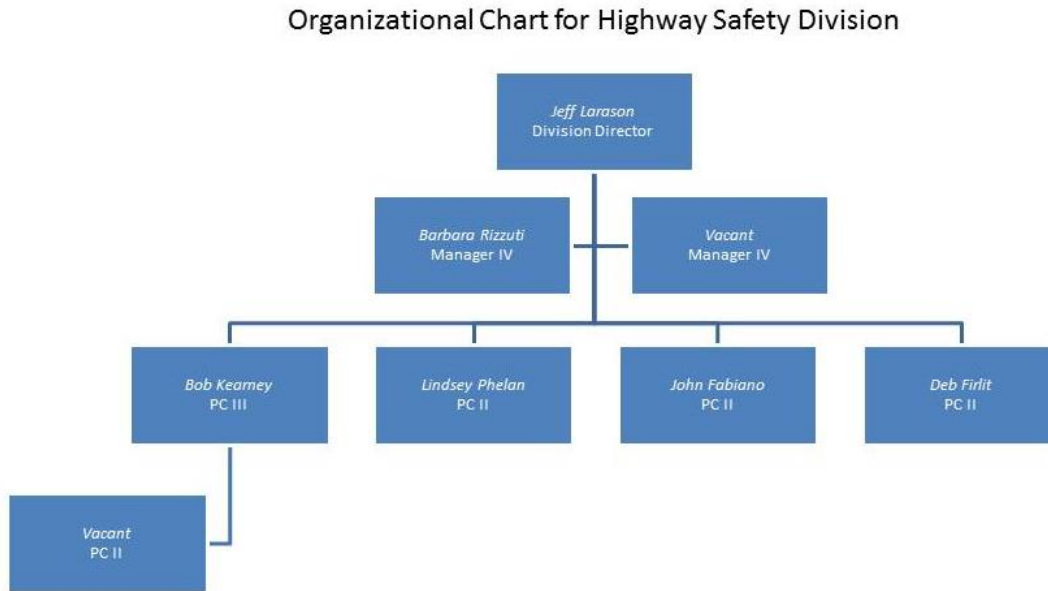 Organizational Chart for Highway Safety Division
Jeff Larason
Division Director
Barbara Rizzuti
Manager IV
Vacant
Manager IV
Bob Kearney
PC III
Lindsey Phelan
PC II
John Fabiano
PC II
Deb Firlit
PC II
Vacant
PC II